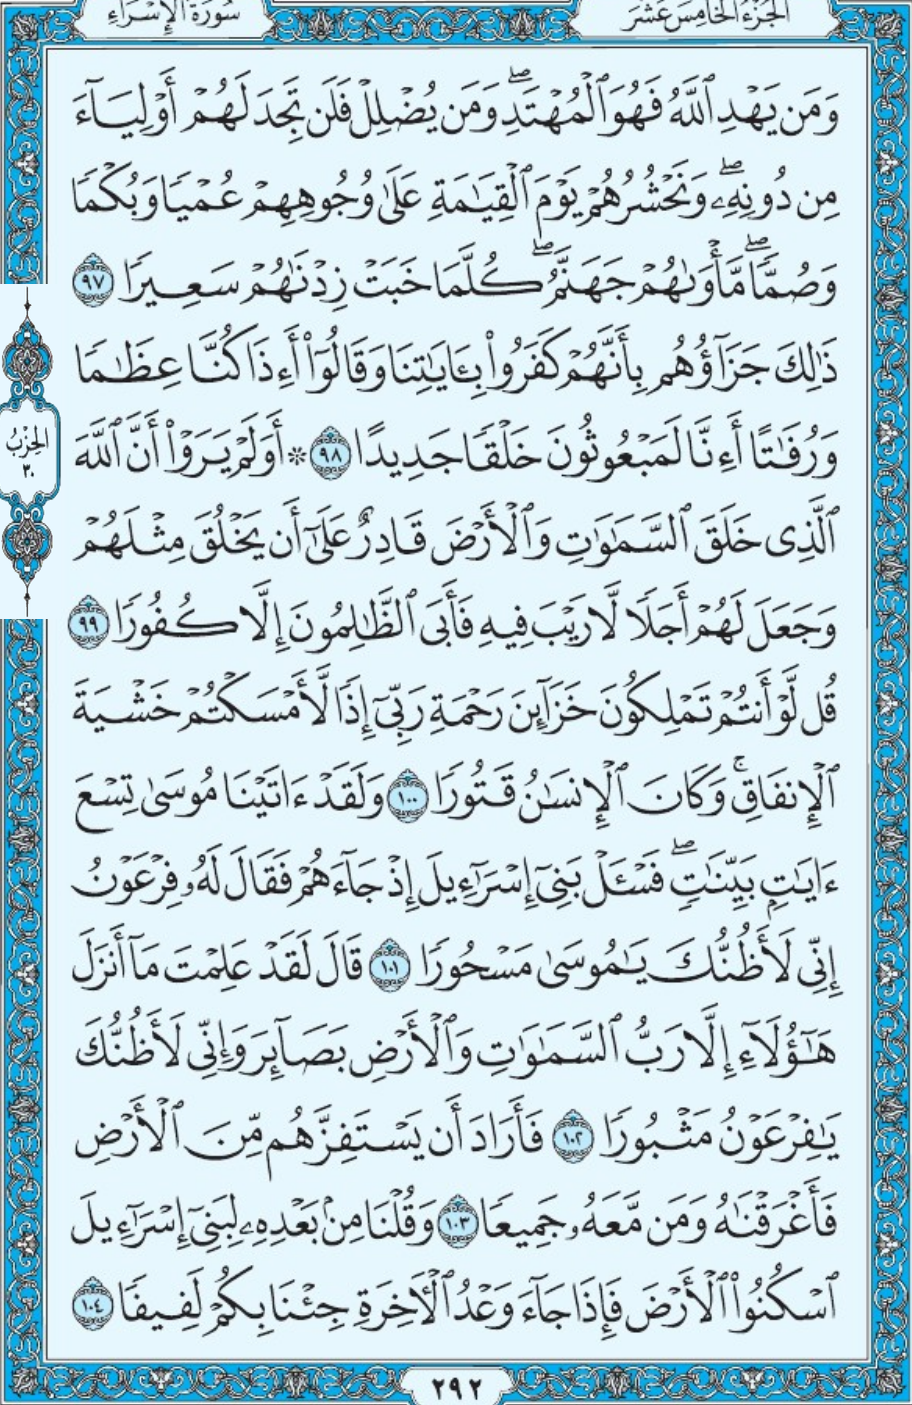 سُورَةُ الإِسْرَاءِ
الجُزْءُ الخَامِسَ عَشَرَ
وَمَن يَهْدِ ٱللَّهُ فَهُوَ ٱلْمُهْتَدِۖ وَمَن يُضْلِلْ فَلَن تَجِدَ لَهُمْ أَوْلِيَآءَ
مِن دُونِهِۦۖ وَنَحْشُرُهُمْ يَوْمَ ٱلْقِيَٰمَةِ عَلَىٰ وُجُوهِهِمْ عُمْيًا وَبُكْمًا
وَصُمًّاۖ مَّأْوَىٰهُمْ جَهَنَّمُۖ كُلَّمَا خَبَتْ زِدْنَٰهُمْ سَعِيرًا ٩٧
ذَٰلِكَ جَزَآؤُهُم بِأَنَّهُمْ كَفَرُوا۟ بِـَٔايَٰتِنَا وَقَالُوٓا۟ أَءِذَا كُنَّا عِظَٰمًا
وَرُفَٰتًا أَءِنَّا لَمَبْعُوثُونَ خَلْقًا جَدِيدًا ٩٨ ۞ أَوَلَمْ يَرَوْا۟ أَنَّ ٱللَّهَ
الحِزْبُ
٣٠
ٱلَّذِى خَلَقَ ٱلسَّمَٰوَٰتِ وَٱلْأَرْضَ قَادِرٌ عَلَىٰٓ أَن يَخْلُقَ مِثْلَهُمْ
وَجَعَلَ لَهُمْ أَجَلًا لَّا رَيْبَ فِيهِ فَأَبَى ٱلظَّٰلِمُونَ إِلَّا كُفُورًا ٩٩
قُل لَّوْ أَنتُمْ تَمْلِكُونَ خَزَآئِنَ رَحْمَةِ رَبِّىٓ إِذًا لَّأَمْسَكْتُمْ خَشْيَةَ
ٱلْإِنفَاقِۚ وَكَانَ ٱلْإِنسَٰنُ قَتُورًا ١٠٠ وَلَقَدْ ءَاتَيْنَا مُوسَىٰ تِسْعَ
ءَايَٰتٍۭ بَيِّنَٰتٍۖ فَسْـَٔلْ بَنِىٓ إِسْرَٰٓءِيلَ إِذْ جَآءَهُمْ فَقَالَ لَهُۥ فِرْعَوْنُ
إِنِّى لَأَظُنُّكَ يَٰمُوسَىٰ مَسْحُورًا ١٠١ قَالَ لَقَدْ عَلِمْتَ مَآ أَنزَلَ
هَٰٓؤُلَآءِ إِلَّا رَبُّ ٱلسَّمَٰوَٰتِ وَٱلْأَرْضِ بَصَآئِرَ وَإِنِّى لَأَظُنُّكَ
يَٰفِرْعَوْنُ مَثْبُورًا ١٠٢ فَأَرَادَ أَن يَسْتَفِزَّهُم مِّنَ ٱلْأَرْضِ
فَأَغْرَقْنَٰهُ وَمَن مَّعَهُۥ جَمِيعًا ١٠٣ وَقُلْنَا مِنۢ بَعْدِهِۦ لِبَنِىٓ إِسْرَٰٓءِيلَ
ٱسْكُنُوا۟ ٱلْأَرْضَ فَإِذَا جَآءَ وَعْدُ ٱلْأَخِرَةِ جِئْنَا بِكُمْ لَفِيفًا ١٠٤
٢٩٢